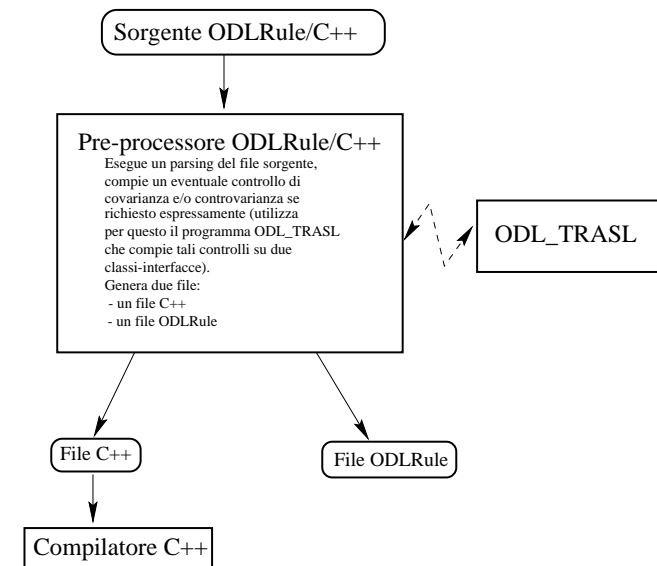 Sorgente ODLRule/C++
Pre-processore ODLRule/C++
Esegue un parsing del file sorgente,
compie un eventuale controllo di
covarianza e/o controvarianza se
richiesto espressamente (utilizza
per questo il programma ODL_TRASL
che compie tali controlli su due
classi-interfacce).
Genera due file:
- un file C++
- un file ODLRule
ODL_TRASL
File C++
File ODLRule
Compilatore C++